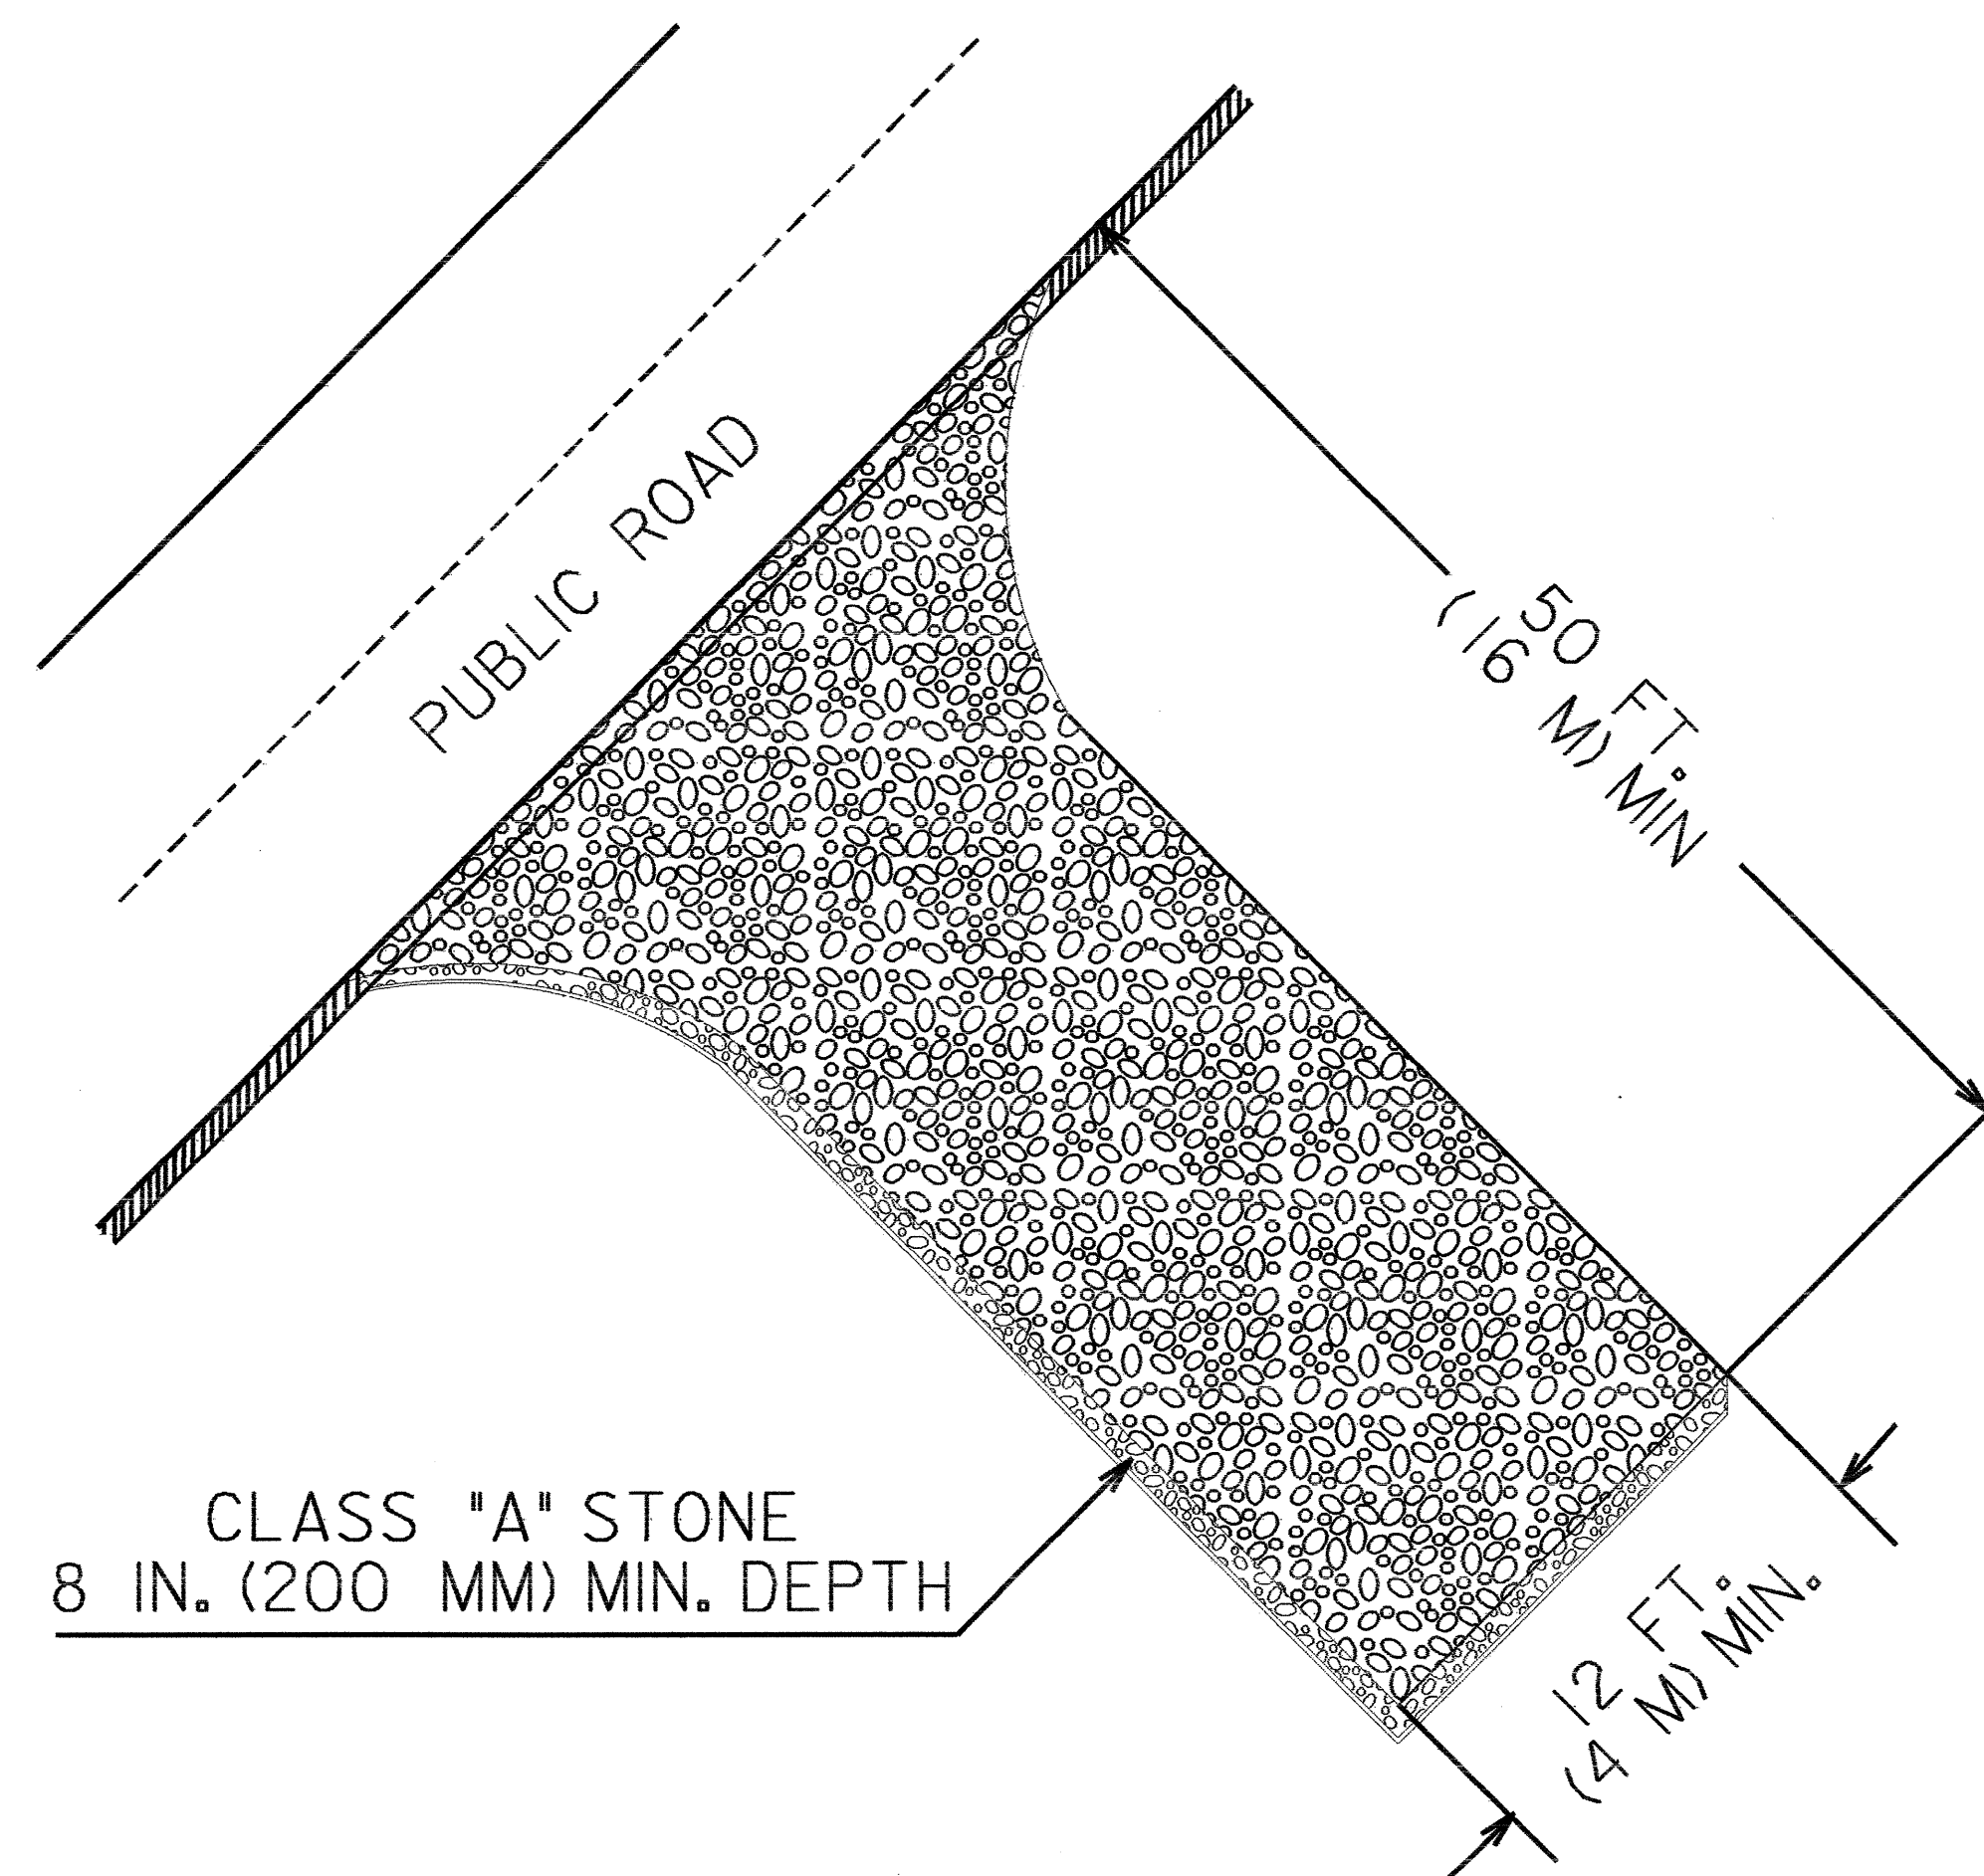 PUBLIC ROAD
50 FT.
(16 M) MIN
CLASS "A" STONE
8 IN. (200 MM) MIN. DEPTH
12 FT.
(4 M) MIN.